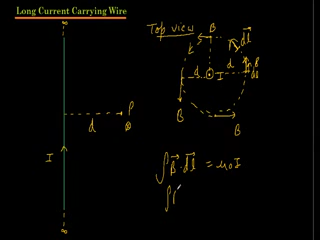 Long Current Carrying Wire
∞
Top view
B
dl
d
I
d
B
dl
P
⊗
d
B
B
I
∫ B⃗ · dl⃗ = μ₀I
∫
∞